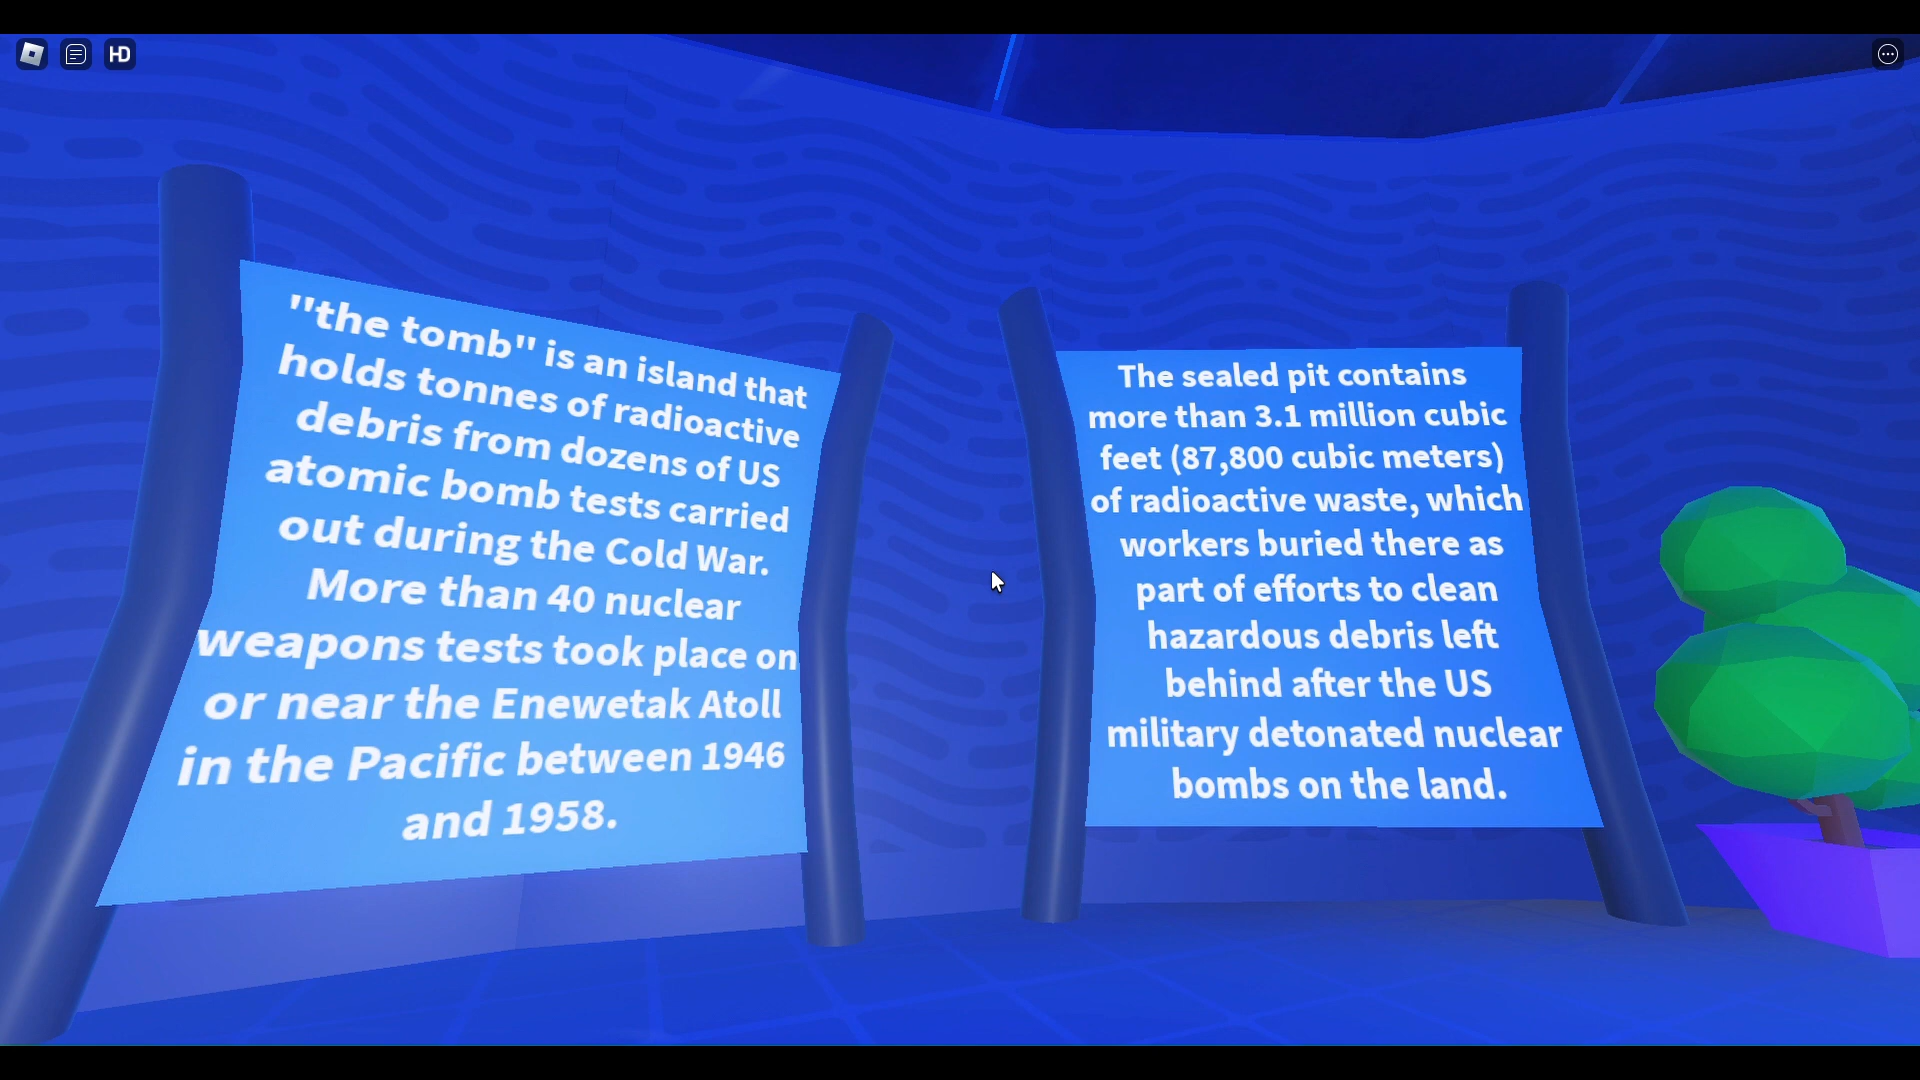 HD
"the tomb" is an island that
holds tonnes of radioactive
debris from dozens of US
atomic bomb tests carried
out during the Cold War.
More than 40 nuclear
weapons tests took place on
or near the Enewetak Atoll
in the Pacific between 1946
and 1958.
The sealed pit contains
more than 3.1 million cubic
feet (87,800 cubic meters)
of radioactive waste, which
workers buried there as
part of efforts to clean
hazardous debris left
behind after the US
military detonated nuclear
bombs on the land.